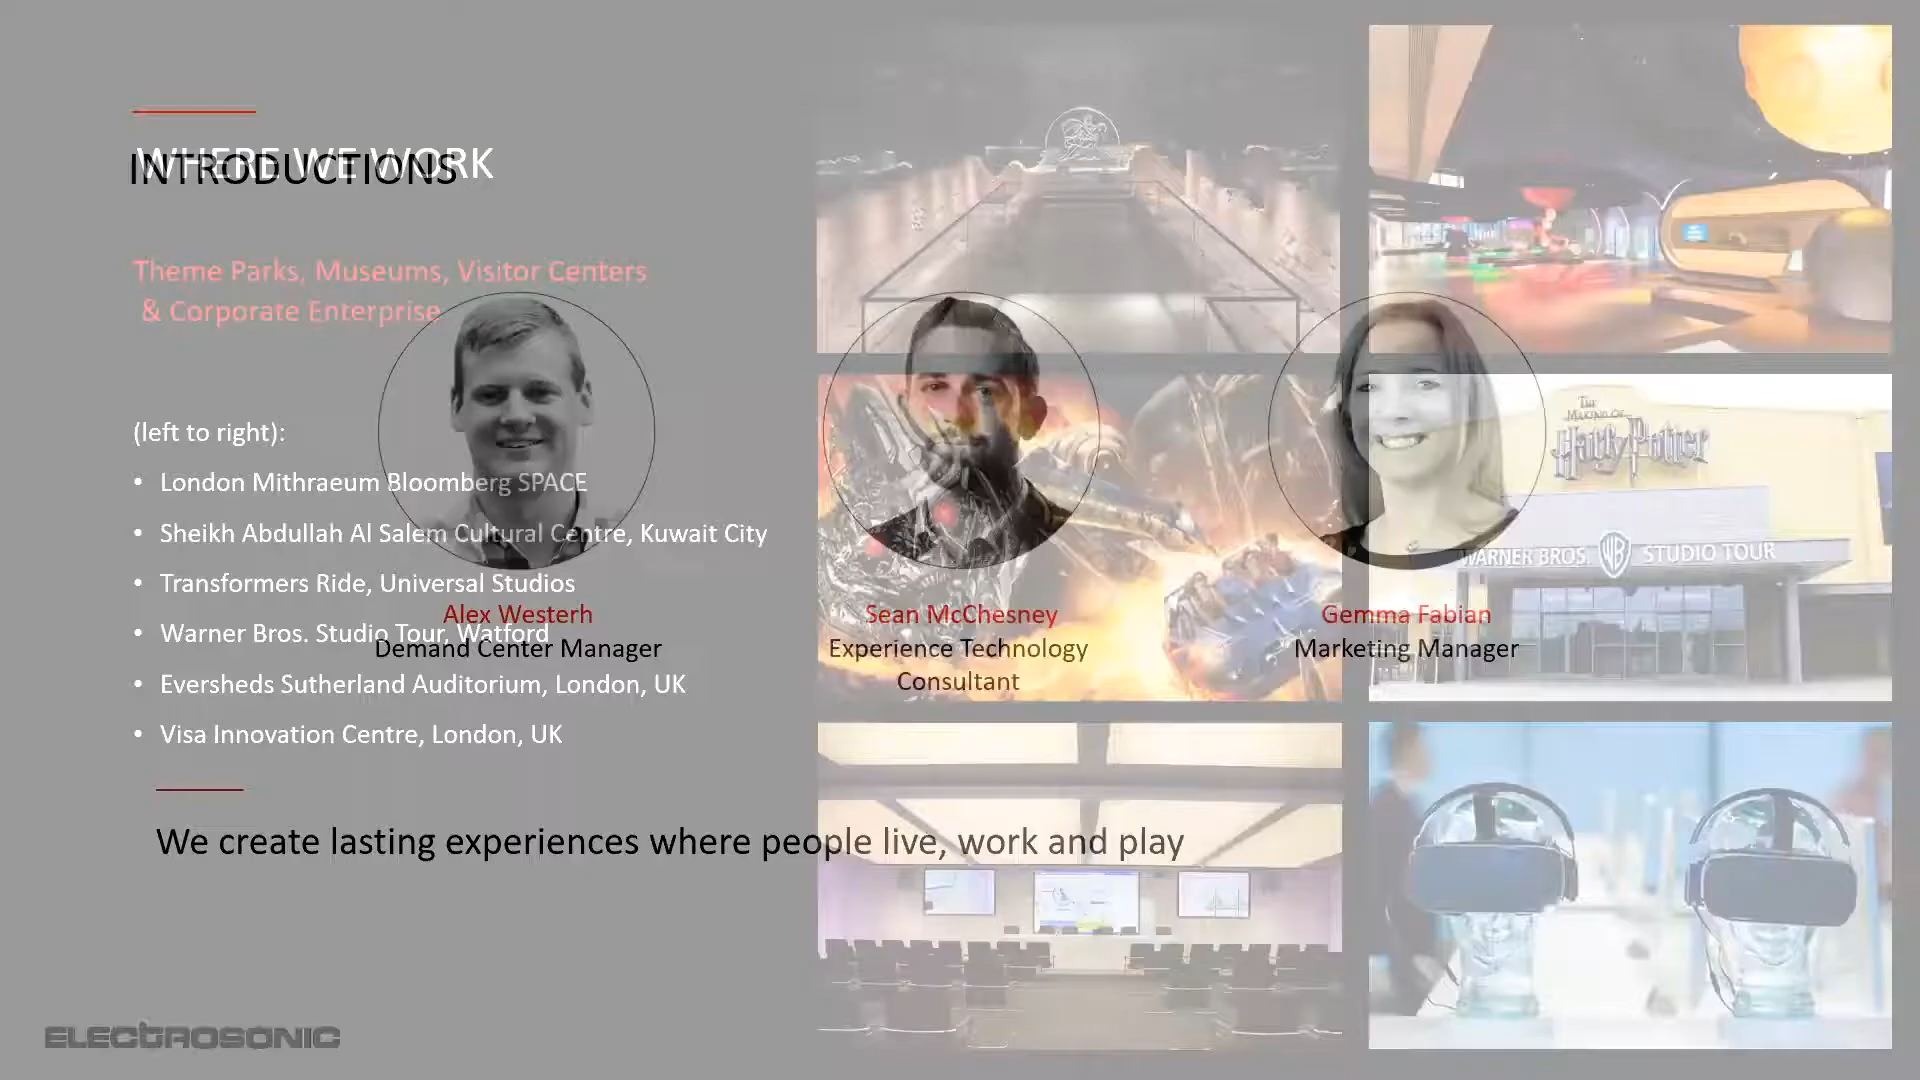 WHERE WE WORK
INTRODUCTIONS
Theme Parks, Museums, Visitor Centers
& Corporate Enterprise
(left to right):
• London Mithraeum Bloomberg SPACE
• Sheikh Abdullah Al Salem Cultural Centre, Kuwait City
• Transformers Ride, Universal Studios
• Warner Bros. Studio Tour, Watford
• Eversheds Sutherland Auditorium, London, UK
• Visa Innovation Centre, London, UK
Alex Westerh
Demand Center Manager
Sean McChesney
Experience Technology
Consultant
Gemma Fabian
Marketing Manager
THE
MAKING OF
Harry Potter
WARNER BROS. WB STUDIO TOUR
We create lasting experiences where people live, work and play
ELECTROSONIC